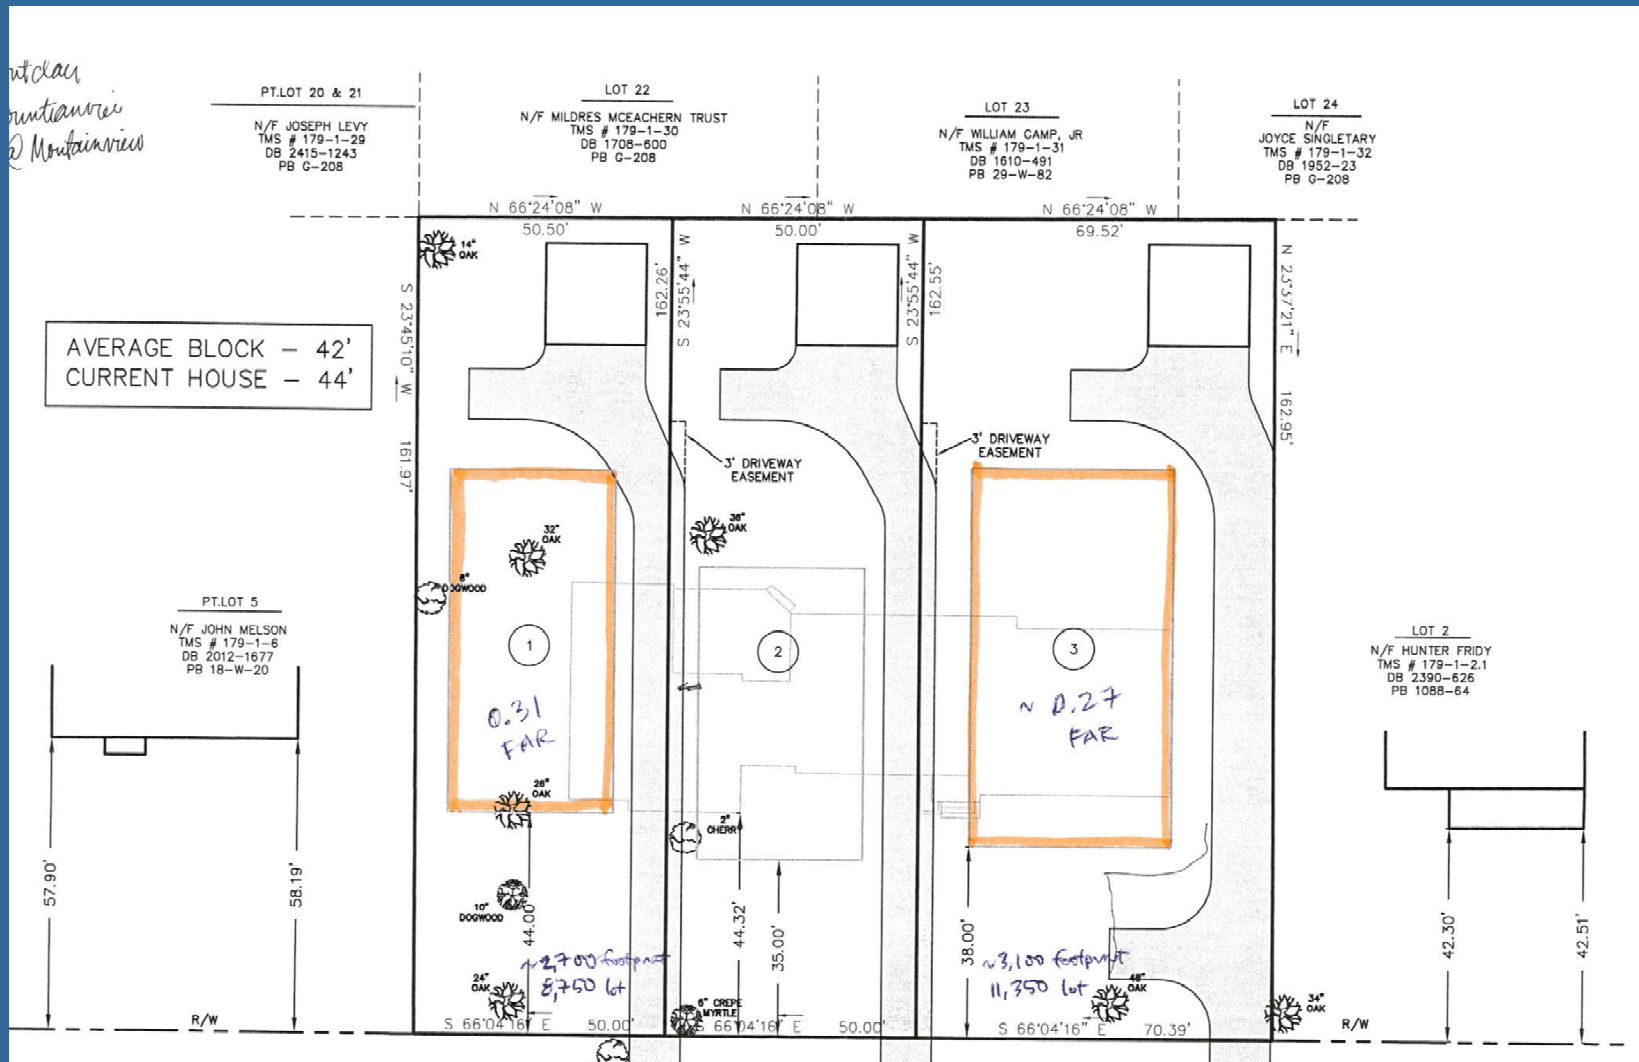 @ Montainview
PT.LOT 20 & 21
N/F JOSEPH LEVY
TMS # 179-1-29
DB 2415-1243
PB G-208
LOT 22
N/F MILDRES MCEACHERN TRUST
TMS # 179-1-30
DB 1708-600
PB G-208
LOT 23
N/F WILLIAM CAMP, JR
TMS # 179-1-31
DB 1610-491
PB 29-W-82
LOT 24
N/F
JOYCE SINGLETARY
TMS # 179-1-32
DB 1952-23
PB G-208
N 66°24'08" W
50.50'
N 66°24'08" W
50.00'
N 66°24'08" W
69.52'
14"
OAK
S 23°45'10" W
161.97'
162.26'
S 23°55'44" W
S 23°55'44" W
162.55'
N 23°37'21" E
162.95'
AVERAGE BLOCK – 42'
CURRENT HOUSE – 44'
3' DRIVEWAY
EASEMENT
3' DRIVEWAY
EASEMENT
32"
OAK
36"
OAK
8"
DOGWOOD
PT.LOT 5
N/F JOHN MELSON
TMS # 179-1-6
DB 2012-1677
PB 18-W-20
1
2
3
LOT 2
N/F HUNTER FRIDY
TMS # 179-1-2.1
DB 2390-626
PB 1088-64
0.31
FAR
~ 0.27
FAR
26"
OAK
2"
CHERR
57.90'
58.19'
10"
DOGWOOD
44.00'
44.32'
35.00'
38.00'
42.30'
42.51'
~2,700 footprint
8,750 lot
~3,100 footprint
11,350 lot
24"
OAK
6" CREPE
MYRTLE
48"
OAK
34"
OAK
R/W
S 66°04'16" E
50.00'
S 66°04'16" E
50.00'
S 66°04'16" E
70.39'
R/W